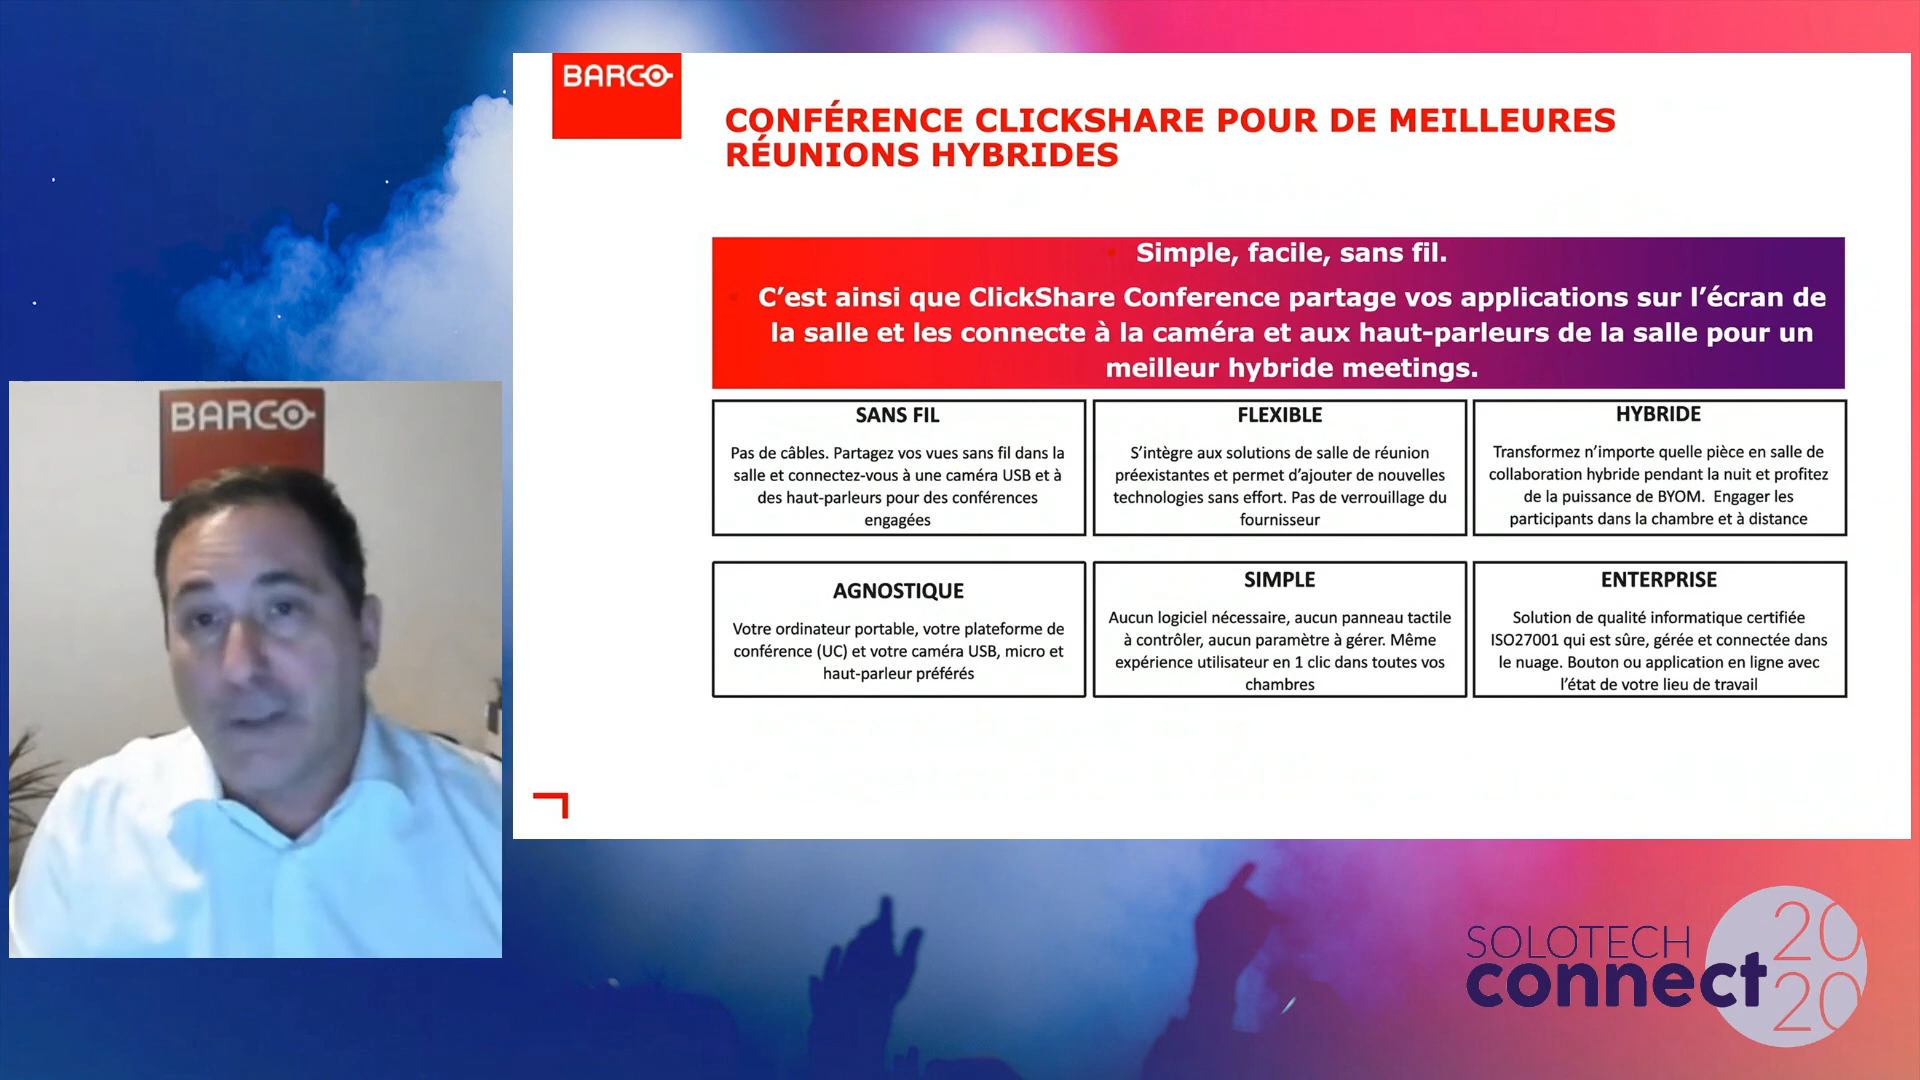 BARCO
CONFÉRENCE CLICKSHARE POUR DE MEILLEURES
RÉUNIONS HYBRIDES
Simple, facile, sans fil.
C’est ainsi que ClickShare Conference partage vos applications sur l’écran de
la salle et les connecte à la caméra et aux haut-parleurs de la salle pour un
meilleur hybride meetings.
SANS FIL
Pas de câbles. Partagez vos vues sans fil dans la
salle et connectez-vous à une caméra USB et à
des haut-parleurs pour des conférences
engagées
FLEXIBLE
S’intègre aux solutions de salle de réunion
préexistantes et permet d’ajouter de nouvelles
technologies sans effort. Pas de verrouillage du
fournisseur
HYBRIDE
Transformez n’importe quelle pièce en salle de
collaboration hybride pendant la nuit et profitez
de la puissance de BYOM. Engager les
participants dans la chambre et à distance
AGNOSTIQUE
Votre ordinateur portable, votre plateforme de
conférence (UC) et votre caméra USB, micro et
haut-parleur préférés
SIMPLE
Aucun logiciel nécessaire, aucun panneau tactile
à contrôler, aucun paramètre à gérer. Même
expérience utilisateur en 1 clic dans toutes vos
chambres
ENTERPRISE
Solution de qualité informatique certifiée
ISO27001 qui est sûre, gérée et connectée dans
le nuage. Bouton ou application en ligne avec
l’état de votre lieu de travail
BARCO
SOLOTECH
connect
20
20